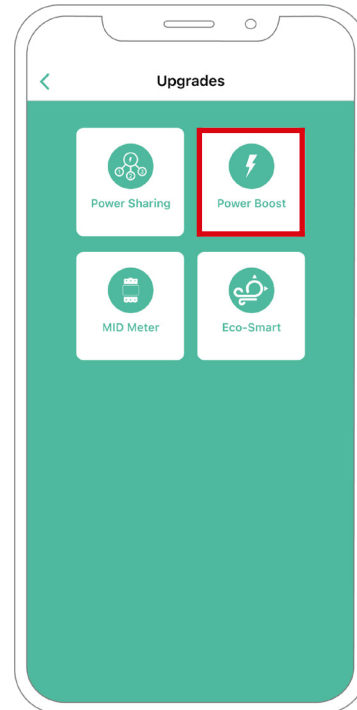 Upgrades
Power Sharing
Power Boost
MID Meter
Eco-Smart